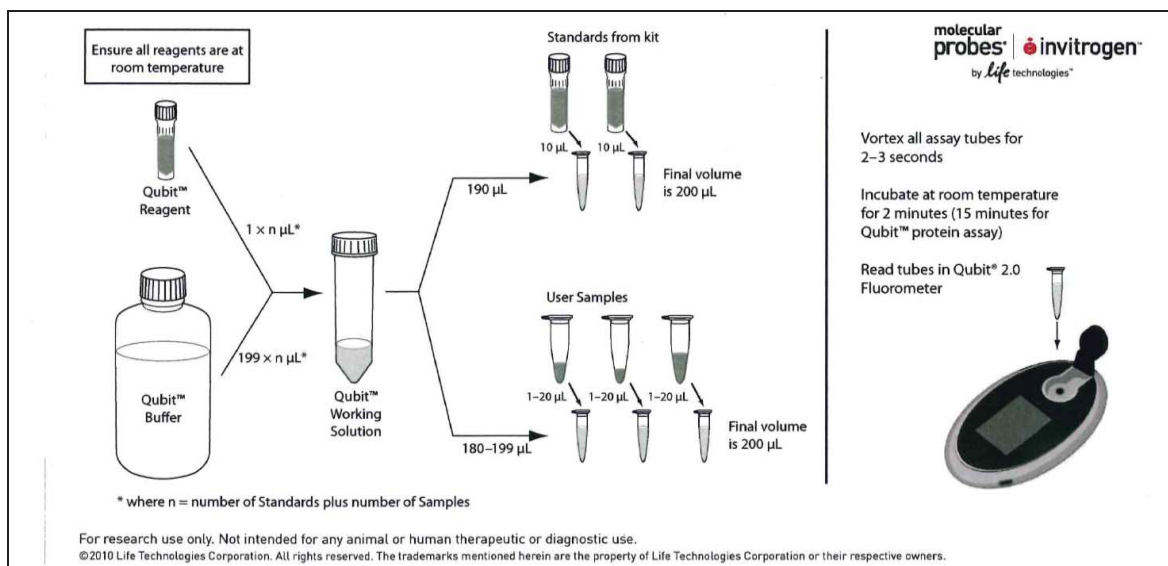 Ensure all reagents are at
room temperature
Qubit™
Reagent
1 × n µL*
199 × n µL*
Qubit™
Buffer
Qubit™
Working
Solution
* where n = number of Standards plus number of Samples
190 µL
Standards from kit
10 µL
10 µL
Final volume
is 200 µL
180–199 µL
User Samples
1–20 µL
1–20 µL
1–20 µL
Final volume
is 200 µL
molecular
probes®
invitrogen™
by life technologies™
Vortex all assay tubes for
2–3 seconds
Incubate at room temperature
for 2 minutes (15 minutes for
Qubit™ protein assay)
Read tubes in Qubit® 2.0
Fluorometer
For research use only. Not intended for any animal or human therapeutic or diagnostic use.
©2010 Life Technologies Corporation. All rights reserved. The trademarks mentioned herein are the property of Life Technologies Corporation or their respective owners.